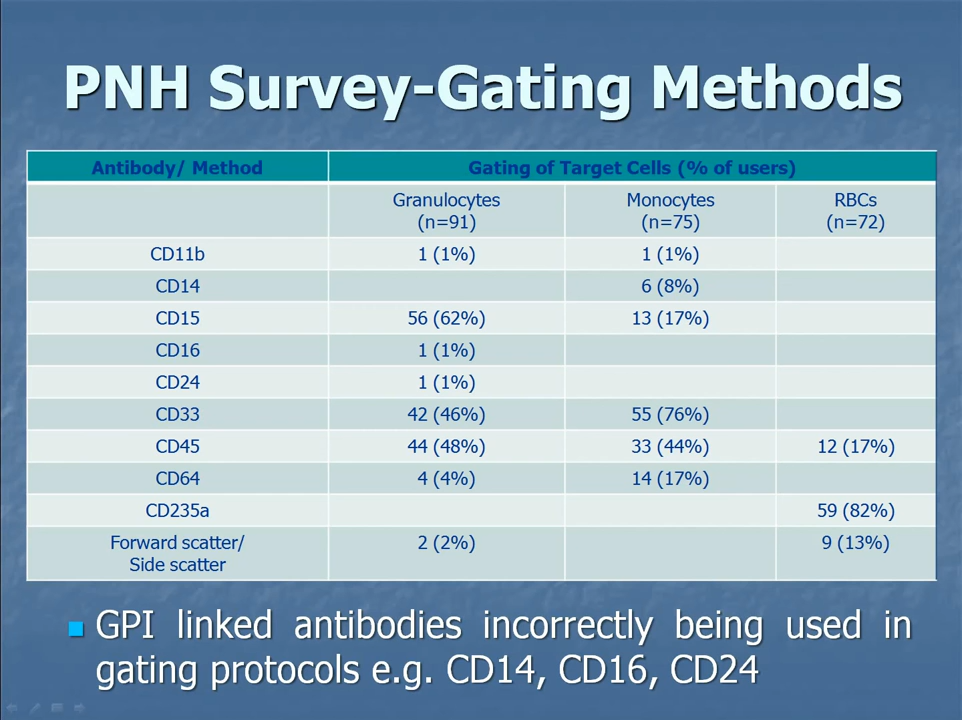 PNH Survey-Gating Methods
Antibody/ Method Gating of Target Cells (% of users)
Granulocytes (n=91) Monocytes (n=75) RBCs (n=72)
CD11b 1 (1%) 1 (1%)
CD14 6 (8%)
CD15 56 (62%) 13 (17%)
CD16 1 (1%)
CD24 1 (1%)
CD33 42 (46%) 55 (76%)
CD45 44 (48%) 33 (44%) 12 (17%)
CD64 4 (4%) 14 (17%)
CD235a 59 (82%)
Forward scatter/ 2 (2%) 9 (13%)
Side scatter
GPI linked antibodies incorrectly being used in
gating protocols e.g. CD14, CD16, CD24